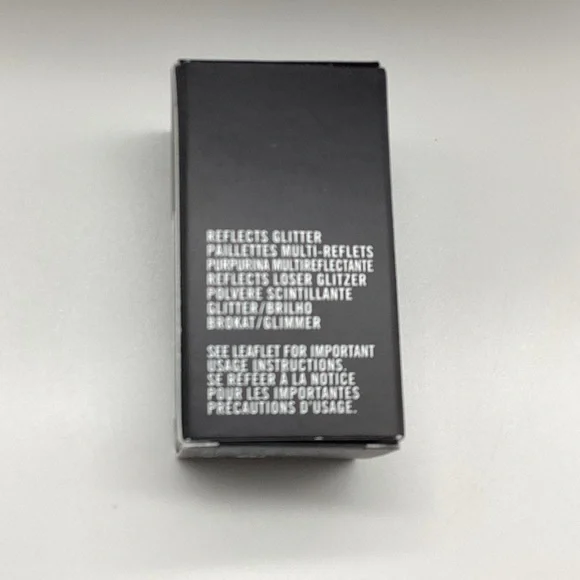 REFLECTS GLITTER
PAILLETTES MULTI-REFLETS
PURPURINA MULTIREFLECTANTE
REFLECTS LOSER GLITZER
POLVERE SCINTILLANTE
GLITTER/BRILHO
BROKAT/GLIMMER
SEE LEAFLET FOR IMPORTANT
USAGE INSTRUCTIONS.
SE RÉFÉER À LA NOTICE
POUR LES IMPORTANTES
PRÉCAUTIONS D'USAGE.